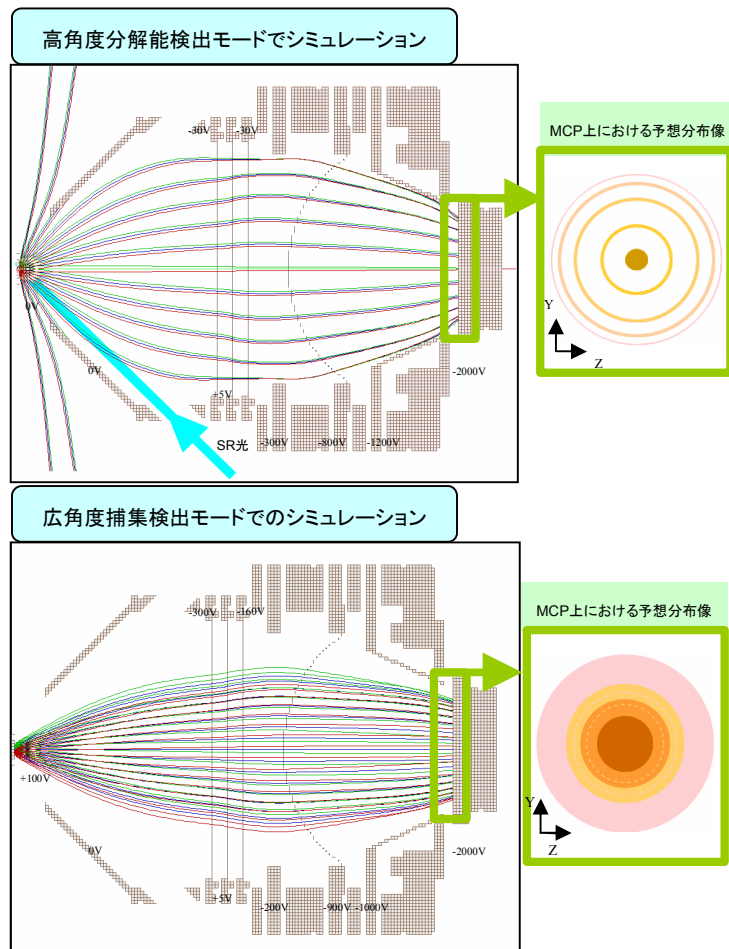 高角度分解能検出モードでシミュレーション
-30V
-30V
MCP上における予想分布像
0V
0V
+5V
-2000V
SR光
-300V
-800V
-1200V
Y
Z
広角度捕集検出モードでのシミュレーション
-300V
-160V
MCP上における予想分布像
+100V
0V
+5V
-2000V
-200V
-900V
-1000V
Y
Z